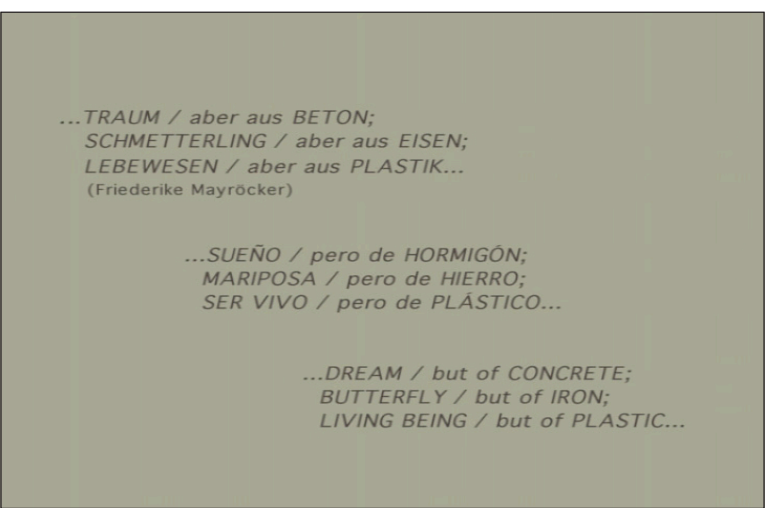 ...TRAUM / aber aus BETON;
SCHMETTERLING / aber aus EISEN;
LEBEWESEN / aber aus PLASTIK...
(Friederike Mayröcker)
...SUEÑO / pero de HORMIGÓN;
MARIPOSA / pero de HIERRO;
SER VIVO / pero de PLÁSTICO...
...DREAM / but of CONCRETE;
BUTTERFLY / but of IRON;
LIVING BEING / but of PLASTIC...